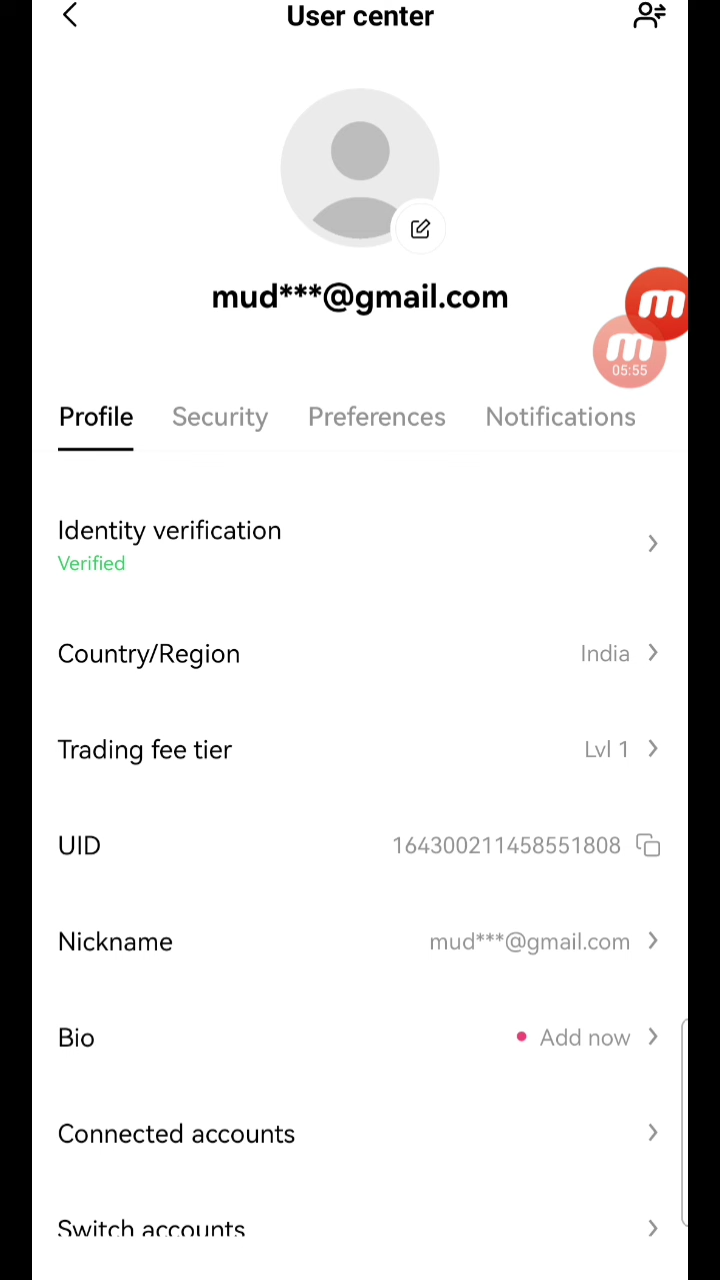 User center
mud***@gmail.com
m
m
05:55
Profile Security Preferences Notifications
Identity verification
Verified
Country/Region India
Trading fee tier Lvl 1
UID 164300211458551808
Nickname mud***@gmail.com
Bio Add now
Connected accounts
Switch accounts